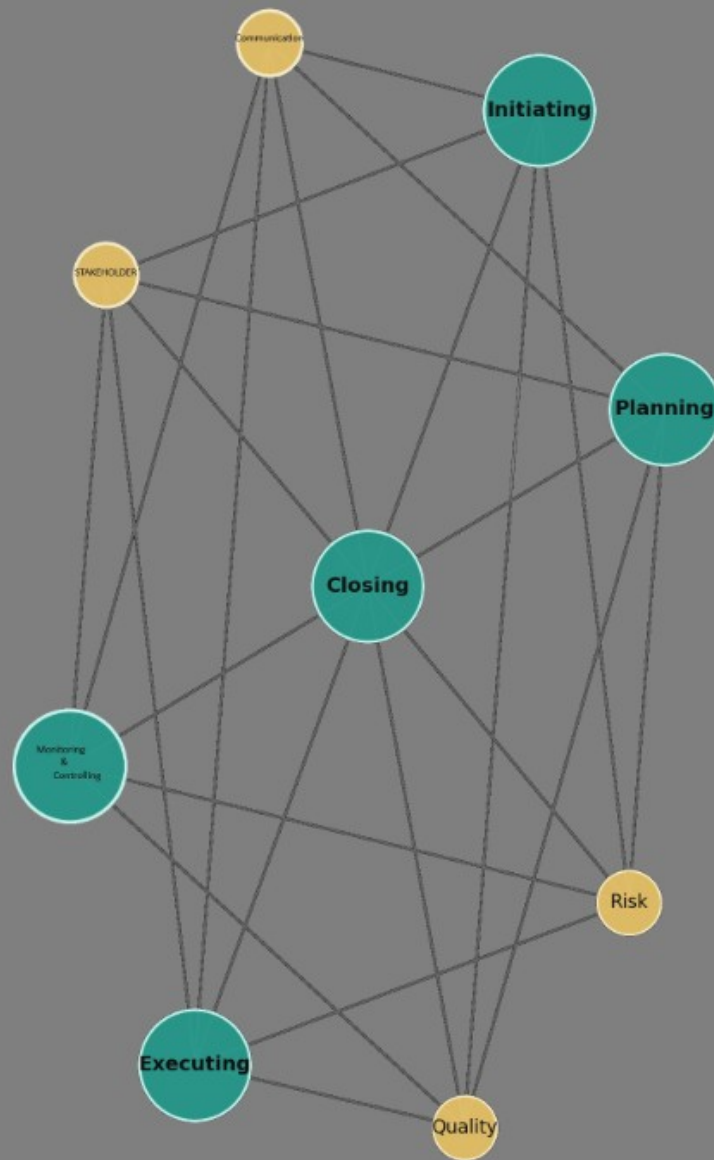 Communication
Initiating
STAKEHOLDER
Planning
Closing
Monitoring
&
Controlling
Risk
Executing
Quality